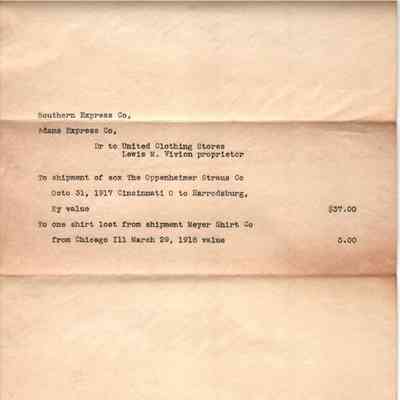 Southern Express Co,
Adams Express Co,
Dr to United Clothing Stores
Lewis M. Vivion proprietor
To shipment of sox The Oppenheimer Straus Co
Octo 31, 1917 Cincinnati O to Harrodsburg,
Ky value $37.00
To one shirt lost from shipment Meyer Shirt Co
from Chicago Ill March 29, 1918 value 5.00